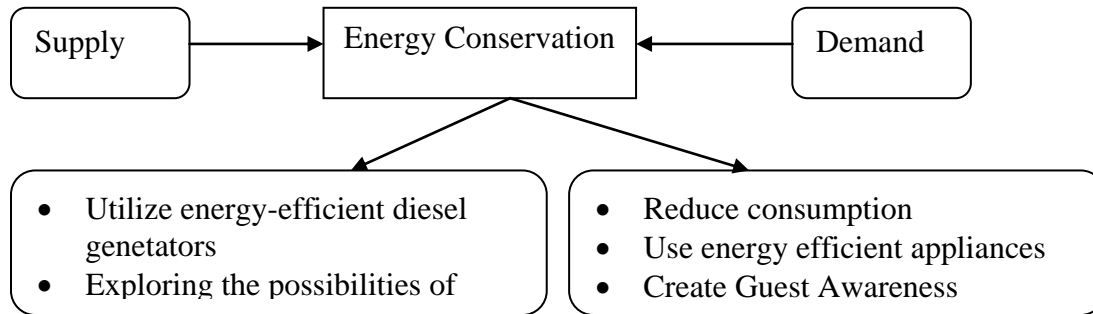 Supply
Energy Conservation
Demand
• Utilize energy-efficient diesel
genetators
• Exploring the possibilities of
• Reduce consumption
• Use energy efficient appliances
• Create Guest Awareness